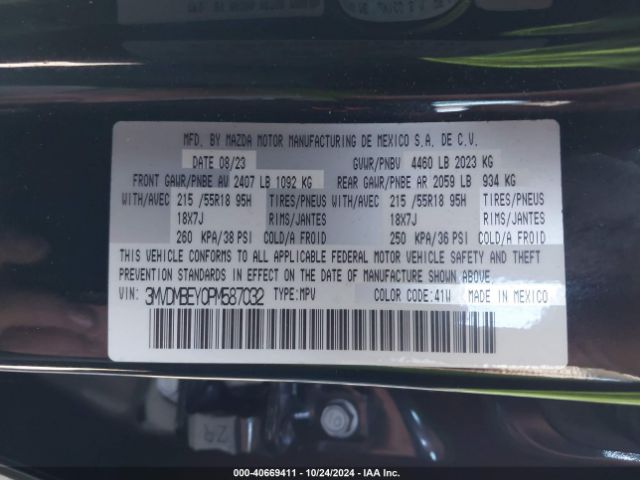 MFD. BY MAZDA MOTOR MANUFACTURING DE MEXICO S.A. DE C.V.
DATE 08/23 GVWR/PNBV 4460 LB 2023 KG
FRONT GAWR/PNBE AV 2407 LB 1092 KG REAR GAWR/PNBE AR 2059 LB 934 KG
WITH/AVEC 215 /55R18 95H TIRES/PNEUS WITH/AVEC 215 /55R18 95H TIRES/PNEUS
18X7J RIMS/JANTES 18X7J RIMS/JANTES
260 KPA/38 PSI COLD/A FROID 250 KPA/36 PSI COLD/A FROID
THIS VEHICLE CONFORMS TO ALL APPLICABLE FEDERAL MOTOR VEHICLE SAFETY AND THEFT
PREVENTION STANDARDS IN EFFECT ON THE DATE OF MANUFACTURE SHOWN ABOVE.
VIN: 3MVDMBEY0PM587032 TYPE: MPV COLOR CODE: 41W MADE IN MEXICO
2R
000-40669411 - 10/24/2024 - IAA Inc.